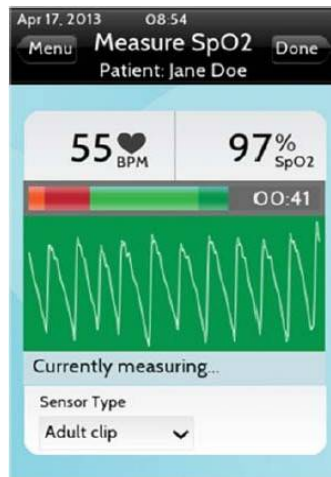 Apr 17, 2013 08:54
Menu Measure SpO2 Done
Patient: Jane Doe
55 BPM 97% SpO2
00:41
Currently measuring...
Sensor Type
Adult clip